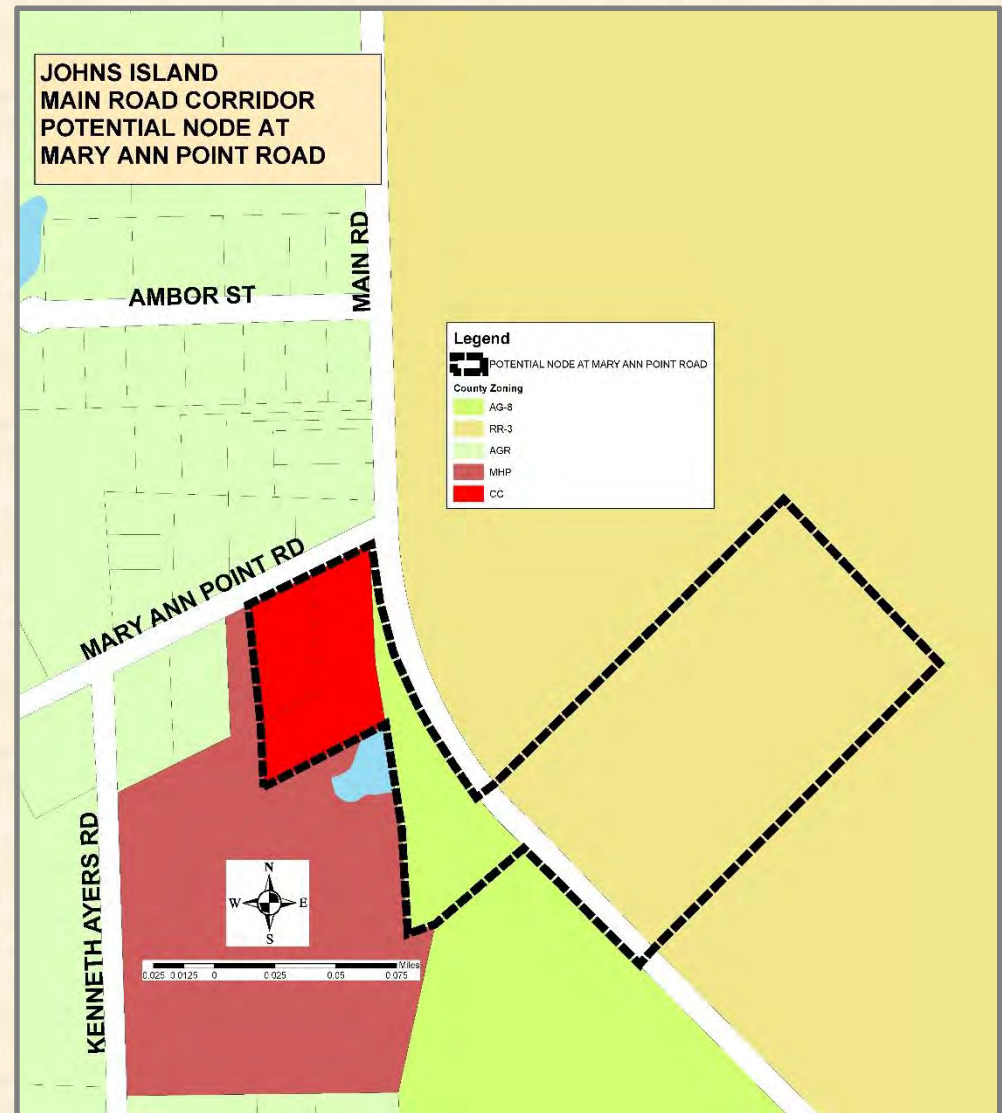 JOHNS ISLAND
MAIN ROAD CORRIDOR
POTENTIAL NODE AT
MARY ANN POINT ROAD
MAIN RD
AMBOR ST
Legend
POTENTIAL NODE AT MARY ANN POINT ROAD
County Zoning
AG-8
RR-3
AGR
MHP
CC
MARY ANN POINT RD
KENNETH AYERS RD
N
W E
S
Miles
0.025 0.0125 0 0.025 0.05 0.075